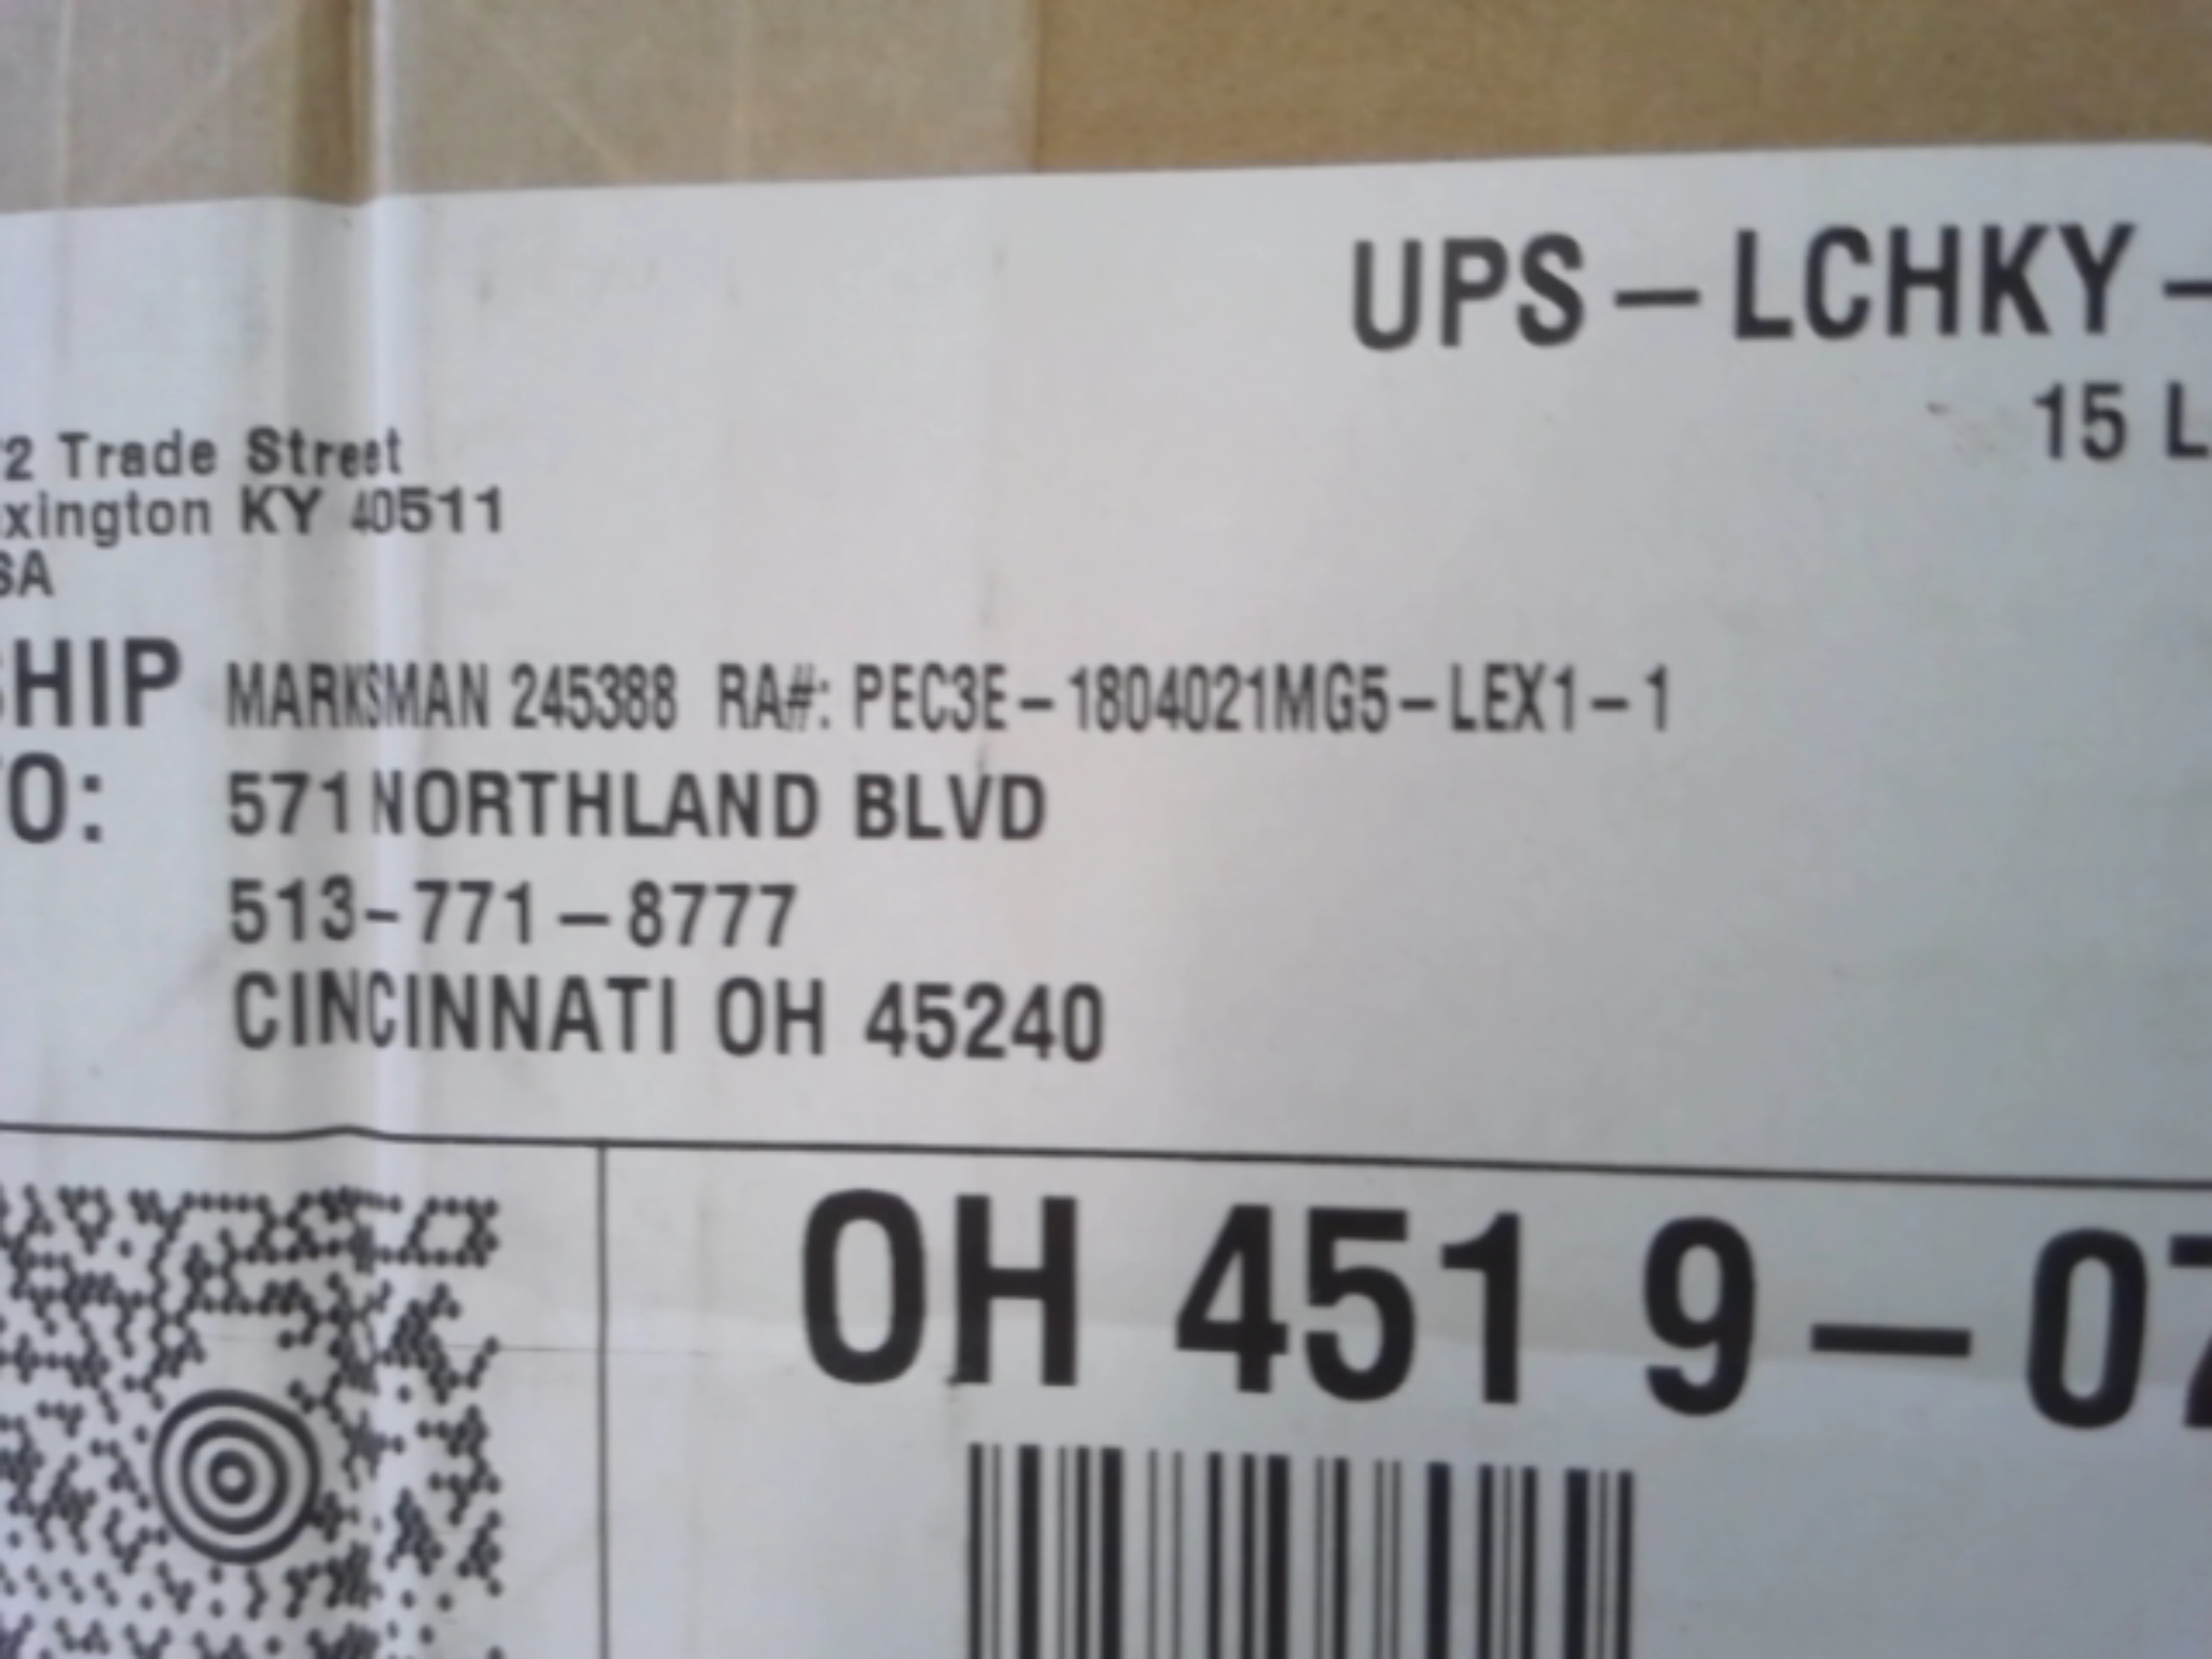 UPS – LCHKY –
15 L
2 Trade Street
xington KY 40511
SA
SHIP MARKSMAN 245388 RA#: PEC3E – 1804021MG5 – LEX1 – 1
TO: 571 NORTHLAND BLVD
513-771 – 8777
CINCINNATI OH 45240
OH 451 9 – 07